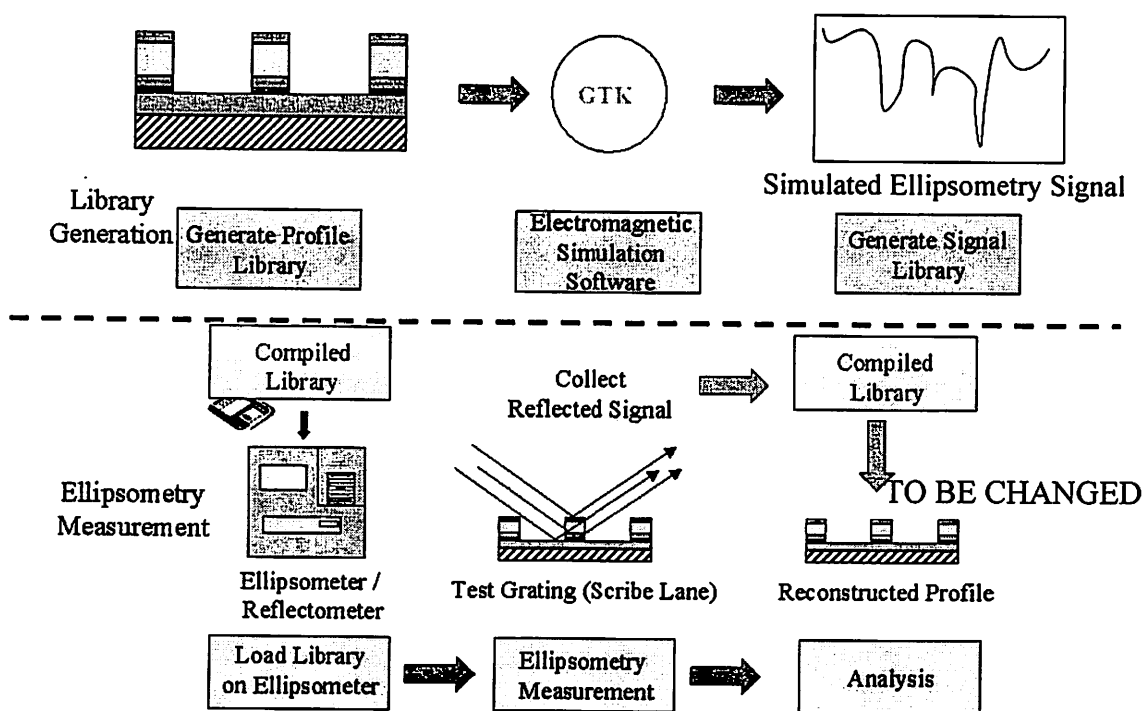 GTK
Simulated Ellipsometry Signal
Library
Generation
Generate Profile
Library
Electromagnetic
Simulation
Software
Generate Signal
Library
Compiled
Library
Collect
Reflected Signal
Compiled
Library
Ellipsometry
Measurement
TO BE CHANGED
Ellipsometer /
Reflectometer
Test Grating (Scribe Lane)
Reconstructed Profile
Load Library
on Ellipsometer
Ellipsometry
Measurement
Analysis